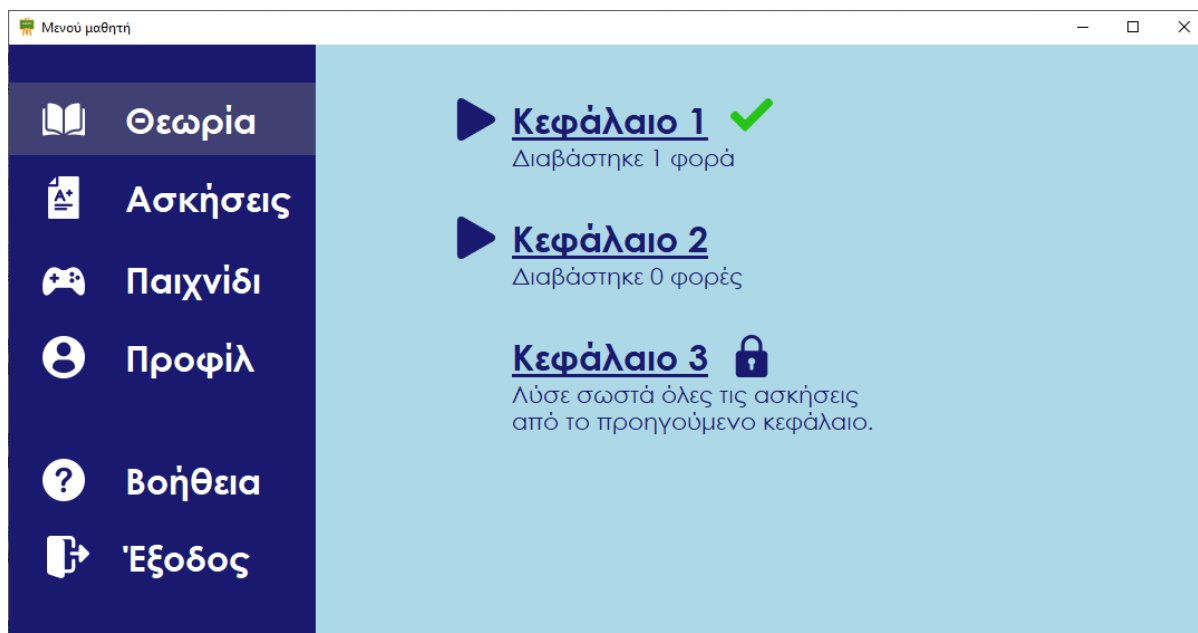 Μενού μαθητή
Θεωρία
Ασκήσεις
Παιχνίδι
Προφίλ
Βοήθεια
Έξοδος
Κεφάλαιο 1
Διαβάστηκε 1 φορά
Κεφάλαιο 2
Διαβάστηκε 0 φορές
Κεφάλαιο 3
Λύσε σωστά όλες τις ασκήσεις
από το προηγούμενο κεφάλαιο.